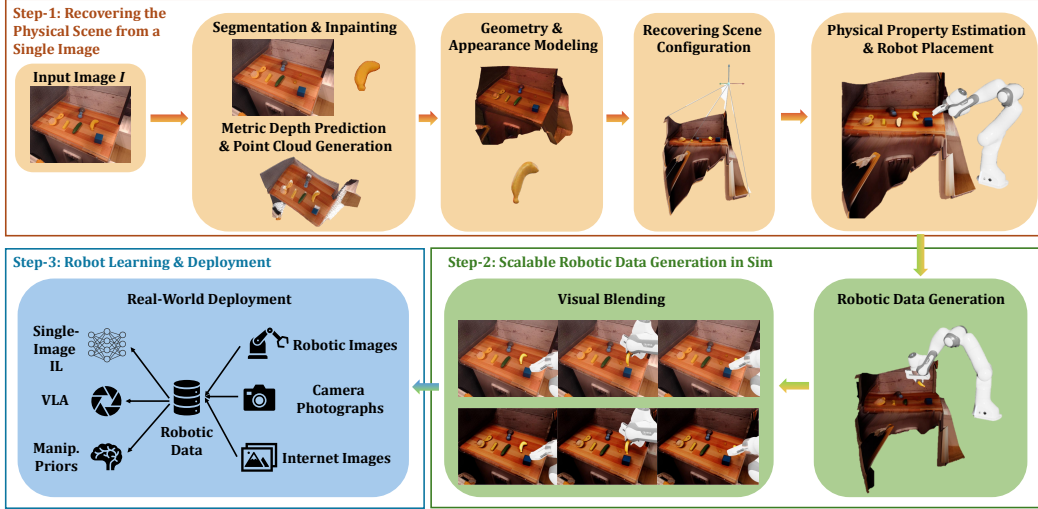 Step-1: Recovering the
Physical Scene from a
Single Image
Input Image I
Segmentation & Inpainting
Metric Depth Prediction
& Point Cloud Generation
Geometry &
Appearance Modeling
Recovering Scene
Configuration
Physical Property Estimation
& Robot Placement
Step-3: Robot Learning & Deployment
Real-World Deployment
Single-
Image
IL
VLA
Manip.
Priors
Robotic
Data
Robotic Images
Camera
Photographs
Internet Images
Step-2: Scalable Robotic Data Generation in Sim
Visual Blending
Robotic Data Generation